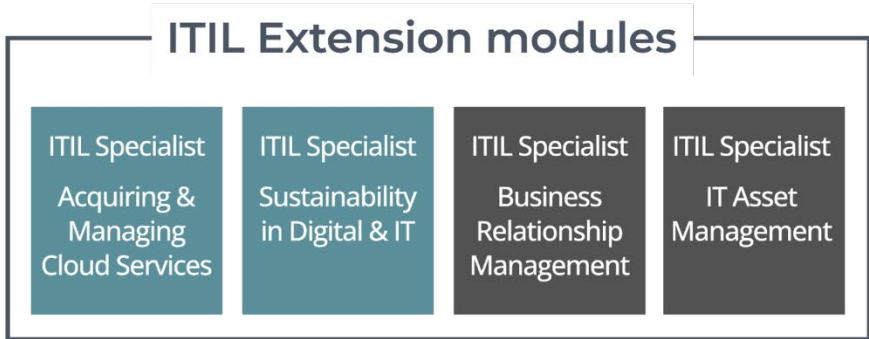 ITIL Extension modules
ITIL Specialist
Acquiring &
Managing
Cloud Services
ITIL Specialist
Sustainability
in Digital & IT
ITIL Specialist
Business
Relationship
Management
ITIL Specialist
IT Asset
Management